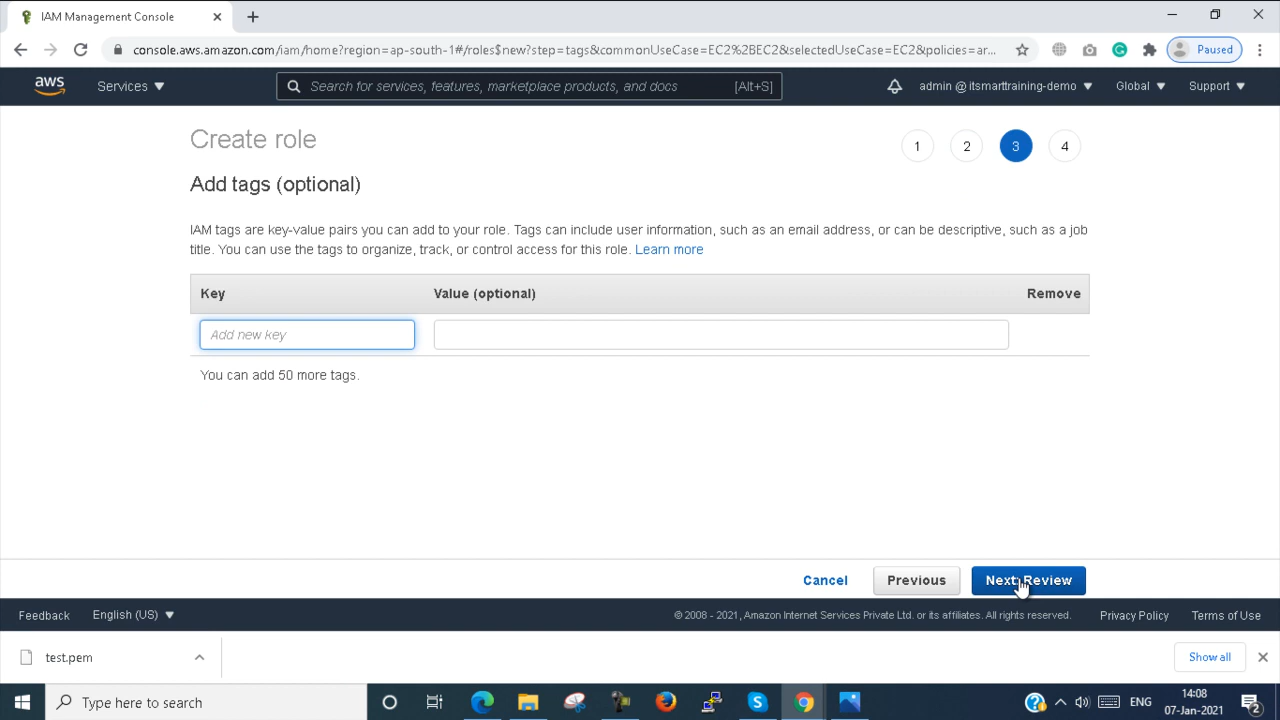 IAM Management Console
console.aws.amazon.com/iam/home?region=ap-south-1#/roles$new?step=tags&commonUseCase=EC2%2BEC2&selectedUseCase=EC2&policies=ar...
Paused
aws
Services
Search for services, features, marketplace products, and docs
[Alt+S]
admin @ itsmarttraining-demo
Global
Support
Create role
1
2
3
4
Add tags (optional)
IAM tags are key-value pairs you can add to your role. Tags can include user information, such as an email address, or can be descriptive, such as a job
title. You can use the tags to organize, track, or control access for this role. Learn more
Key
Value (optional)
Remove
Add new key
You can add 50 more tags.
Cancel
Previous
Next: Review
Feedback
English (US)
© 2008 - 2021, Amazon Internet Services Private Ltd. or its affiliates. All rights reserved.
Privacy Policy
Terms of Use
test.pem
Show all
Type here to search
ENG
14:08
07-Jan-2021
2